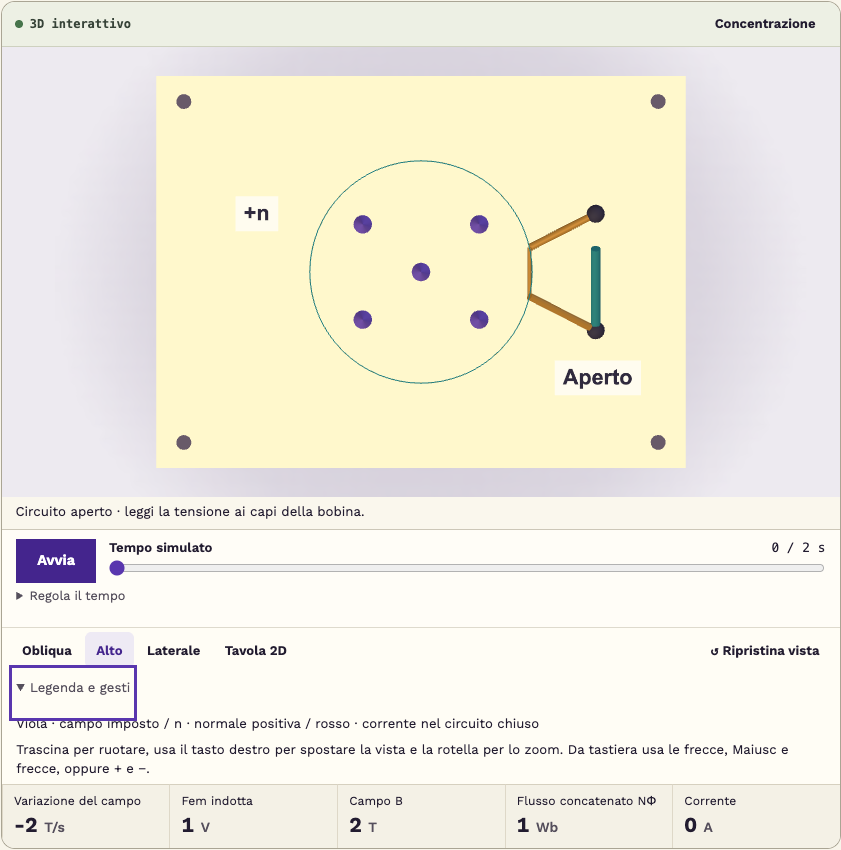 3D interattivo
Concentrazione
+n
Aperto
Circuito aperto · leggi la tensione ai capi della bobina.
Avvia
Tempo simulato
0 / 2 s
▶ Regola il tempo
Obliqua
Alto
Laterale
Tavola 2D
↺ Ripristina vista
▼ Legenda e gesti
Viola · campo imposto / n · normale positiva / rosso · corrente nel circuito chiuso
Trascina per ruotare, usa il tasto destro per spostare la vista e la rotella per lo zoom. Da tastiera usa le frecce, Maiusc e
frecce, oppure + e −.
Variazione del campo
-2 T/s
Fem indotta
1 V
Campo B
2 T
Flusso concatenato NΦ
1 Wb
Corrente
0 A